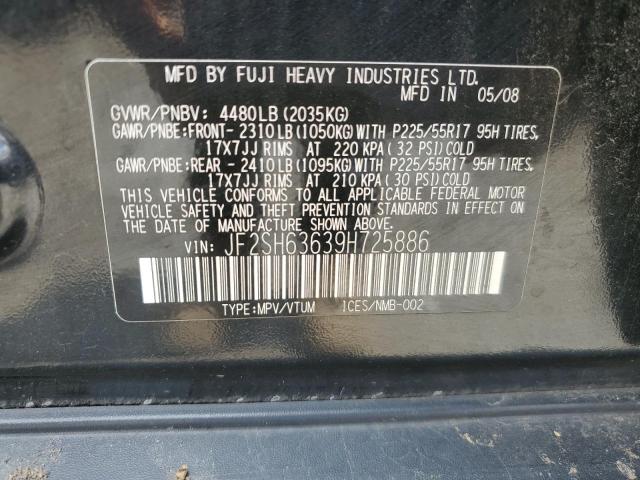 MFD BY FUJI HEAVY INDUSTRIES LTD.
MFD IN 05/08
GVWR/PNBV: 4480LB(2035KG)
GAWR/PNBE:FRONT- 2310LB(1050KG)WITH P225/55R17 95H TIRES,
17X7JJ RIMS AT 220 KPA (32 PSI)COLD
GAWR/PNBE:REAR - 2410LB(1095KG)WITH P225/55R17 95H TIRES,
17X7JJ RIMS AT 210 KPA (30 PSI)COLD
THIS VEHICLE CONFORMS TO ALL APPLICABLE FEDERAL MOTOR
VEHICLE SAFETY AND THEFT PREVENTION STANDARDS IN EFFECT ON
THE DATE OF MANUFACTURE SHOWN ABOVE.
VIN: JF2SH63639H725886
TYPE:MPV/VTUM ICES/NMB-002